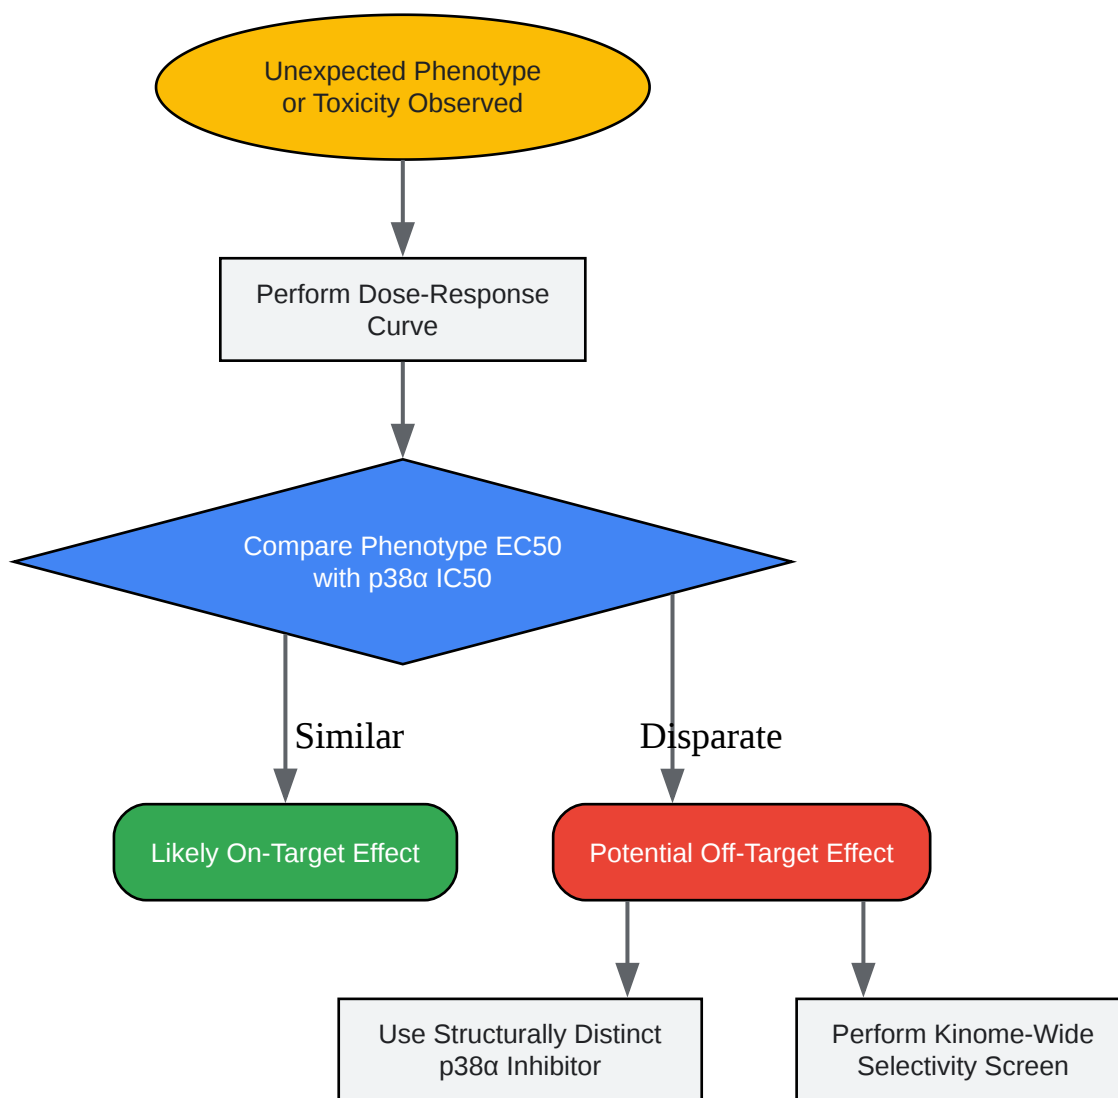 Unexpected Phenotype
or Toxicity Observed
Perform Dose-Response
Curve
Compare Phenotype EC50
with p38α IC50
Similar
Disparate
Likely On-Target Effect
Potential Off-Target Effect
Use Structurally Distinct
p38α Inhibitor
Perform Kinome-Wide
Selectivity Screen